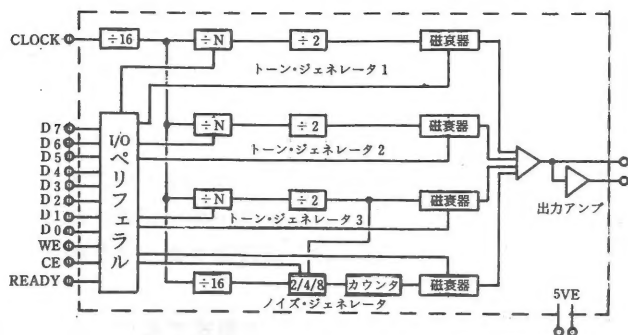 CLOCK
÷16
÷N
÷2
磁衰器
トーン・ジェネレータ1
D7
D6
D5
D4
D3
D2
D1
D0
WE
CE
READY
I/Oペリフェラル
÷N
÷2
磁衰器
トーン・ジェネレータ2
÷N
÷2
磁衰器
トーン・ジェネレータ3
出力アンプ
÷16
2/4/8
カウンタ
磁衰器
ノイズ・ジェネレータ
5VE